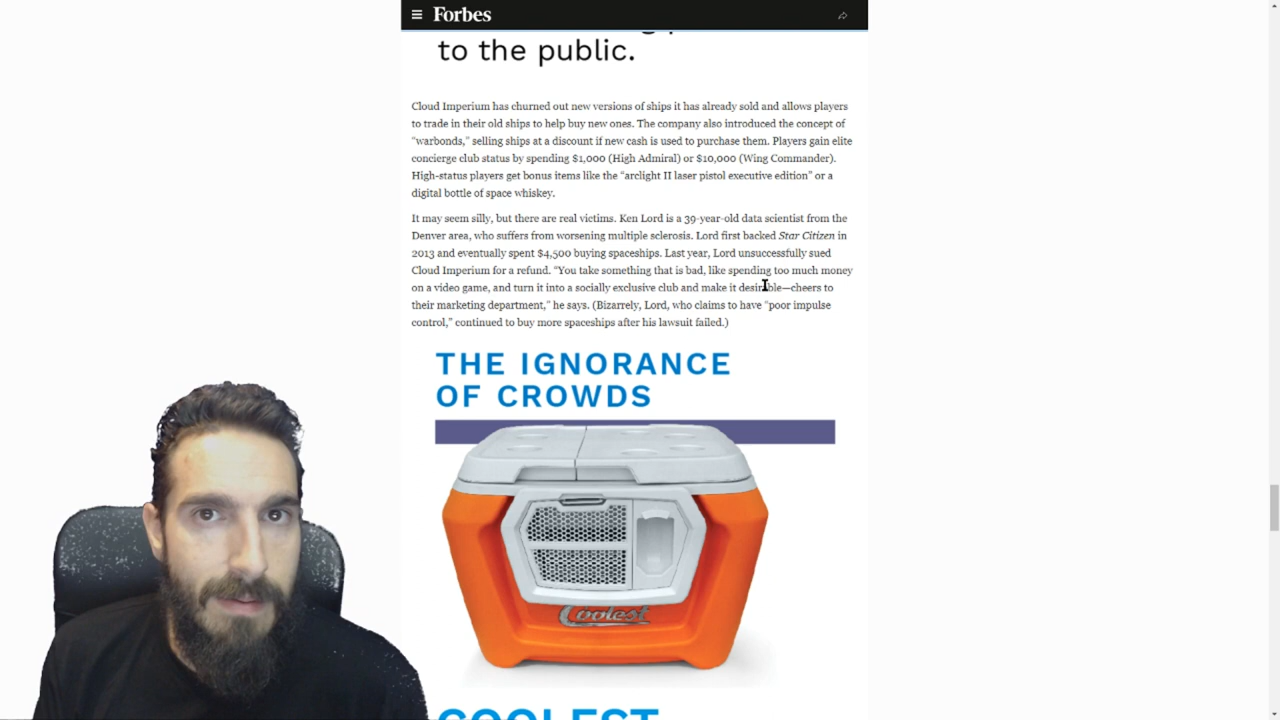 Forbes
to the public.
Cloud Imperium has churned out new versions of ships it has already sold and allows players
to trade in their old ships to help buy new ones. The company also introduced the concept of
“warbonds,” selling ships at a discount if new cash is used to purchase them. Players gain elite
concierge club status by spending $1,000 (High Admiral) or $10,000 (Wing Commander).
High-status players get bonus items like the “arclight II laser pistol executive edition” or a
digital bottle of space whiskey.
It may seem silly, but there are real victims. Ken Lord is a 39-year-old data scientist from the
Denver area, who suffers from worsening multiple sclerosis. Lord first backed Star Citizen in
2013 and eventually spent $4,500 buying spaceships. Last year, Lord unsuccessfully sued
Cloud Imperium for a refund. “You take something that is bad, like spending too much money
on a video game, and turn it into a socially exclusive club and make it desirable—cheers to
their marketing department,” he says. (Bizarrely, Lord, who claims to have “poor impulse
control,” continued to buy more spaceships after his lawsuit failed.)
THE IGNORANCE
OF CROWDS
Coolest
COOLEST